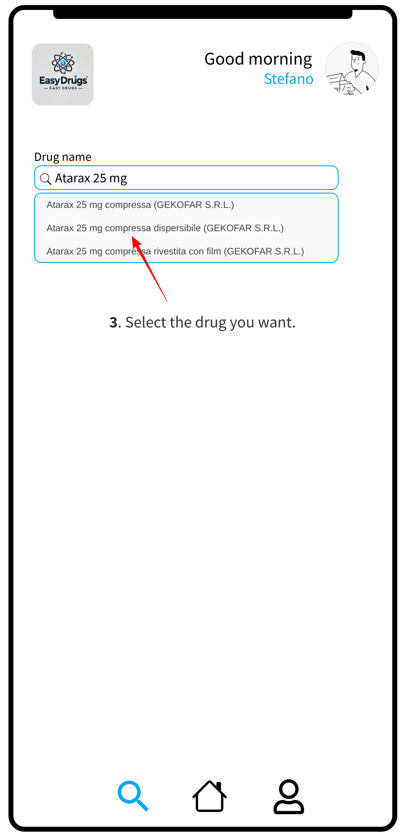 Good morning
Stefano
EasyDrugs
EASY DRUGS
Drug name
Atarax 25 mg
Atarax 25 mg compressa (GEKOFAR S.R.L.)
Atarax 25 mg compressa dispersibile (GEKOFAR S.R.L.)
Atarax 25 mg compressa rivestita con film (GEKOFAR S.R.L.)
3. Select the drug you want.